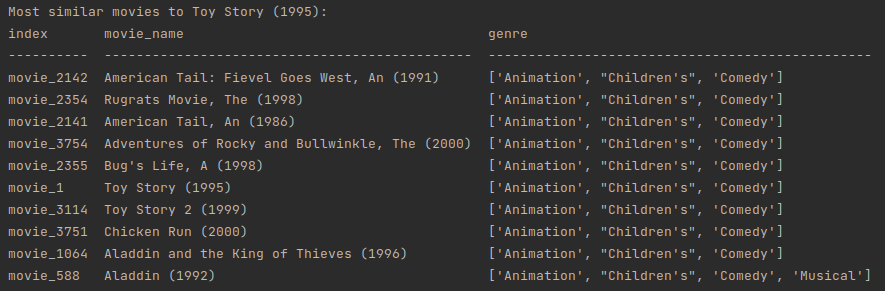 Most similar movies to Toy Story (1995):
index movie_name genre
---------- ---------------------------------------------- ------------------------------------------------
movie_2142 American Tail: Fievel Goes West, An (1991) ['Animation', "Children's", 'Comedy']
movie_2354 Rugrats Movie, The (1998) ['Animation', "Children's", 'Comedy']
movie_2141 American Tail, An (1986) ['Animation', "Children's", 'Comedy']
movie_3754 Adventures of Rocky and Bullwinkle, The (2000) ['Animation', "Children's", 'Comedy']
movie_2355 Bug's Life, A (1998) ['Animation', "Children's", 'Comedy']
movie_1 Toy Story (1995) ['Animation', "Children's", 'Comedy']
movie_3114 Toy Story 2 (1999) ['Animation', "Children's", 'Comedy']
movie_3751 Chicken Run (2000) ['Animation', "Children's", 'Comedy']
movie_1064 Aladdin and the King of Thieves (1996) ['Animation', "Children's", 'Comedy']
movie_588 Aladdin (1992) ['Animation', "Children's", 'Comedy', 'Musical']